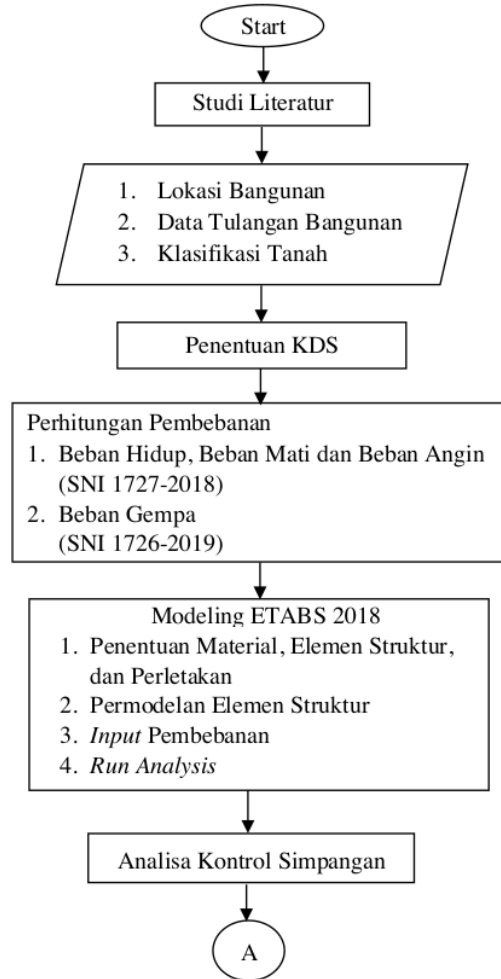 Start
Studi Literatur
1. Lokasi Bangunan
2. Data Tulangan Bangunan
3. Klasifikasi Tanah
Penentuan KDS
Perhitungan Pembebanan
1. Beban Hidup, Beban Mati dan Beban Angin
(SNI 1727-2018)
2. Beban Gempa
(SNI 1726-2019)
Modeling ETABS 2018
1. Penentuan Material, Elemen Struktur,
dan Perletakan
2. Permodelan Elemen Struktur
3. Input Pembebanan
4. Run Analysis
Analisa Kontrol Simpangan
A